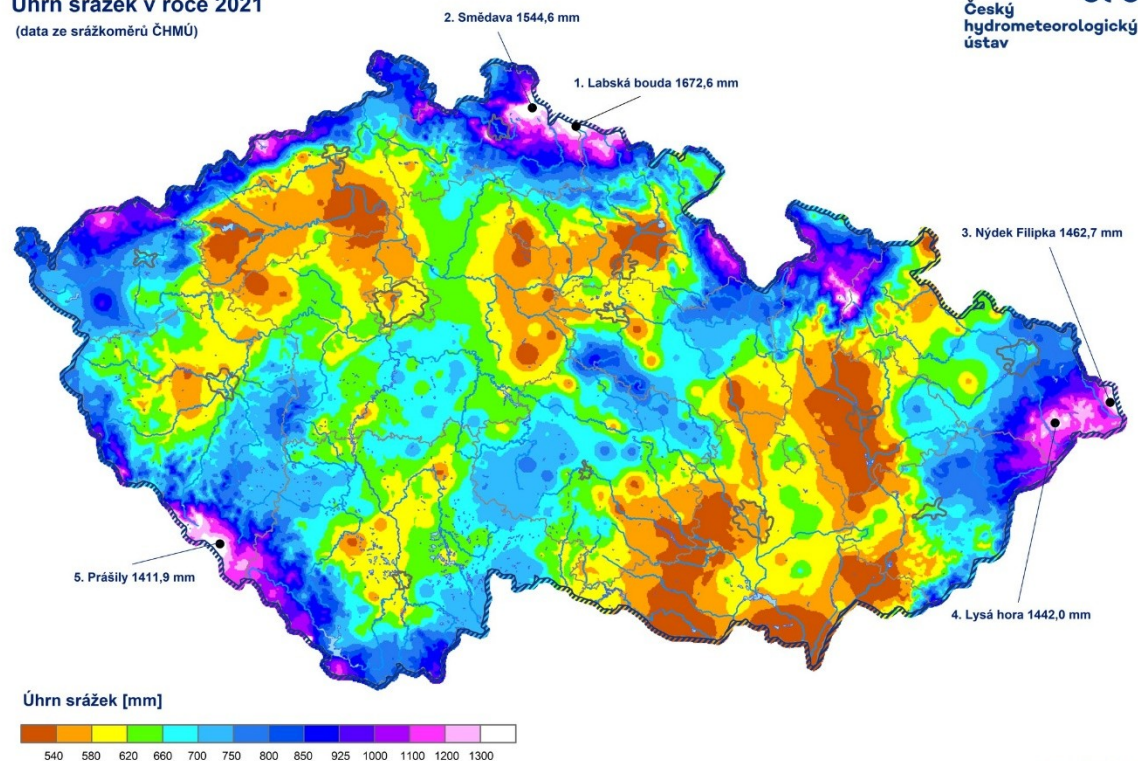 Úhrn srážek v roce 2021
(data ze srážkoměrů ČHMÚ)
Český
hydrometeorologický
ústav
2. Smědava 1544,6 mm
1. Labská bouda 1672,6 mm
3. Nýdek Filipka 1462,7 mm
5. Prášily 1411,9 mm
4. Lysá hora 1442,0 mm
Úhrn srážek [mm]
540 580 620 660 700 750 800 850 925 1000 1100 1200 1300